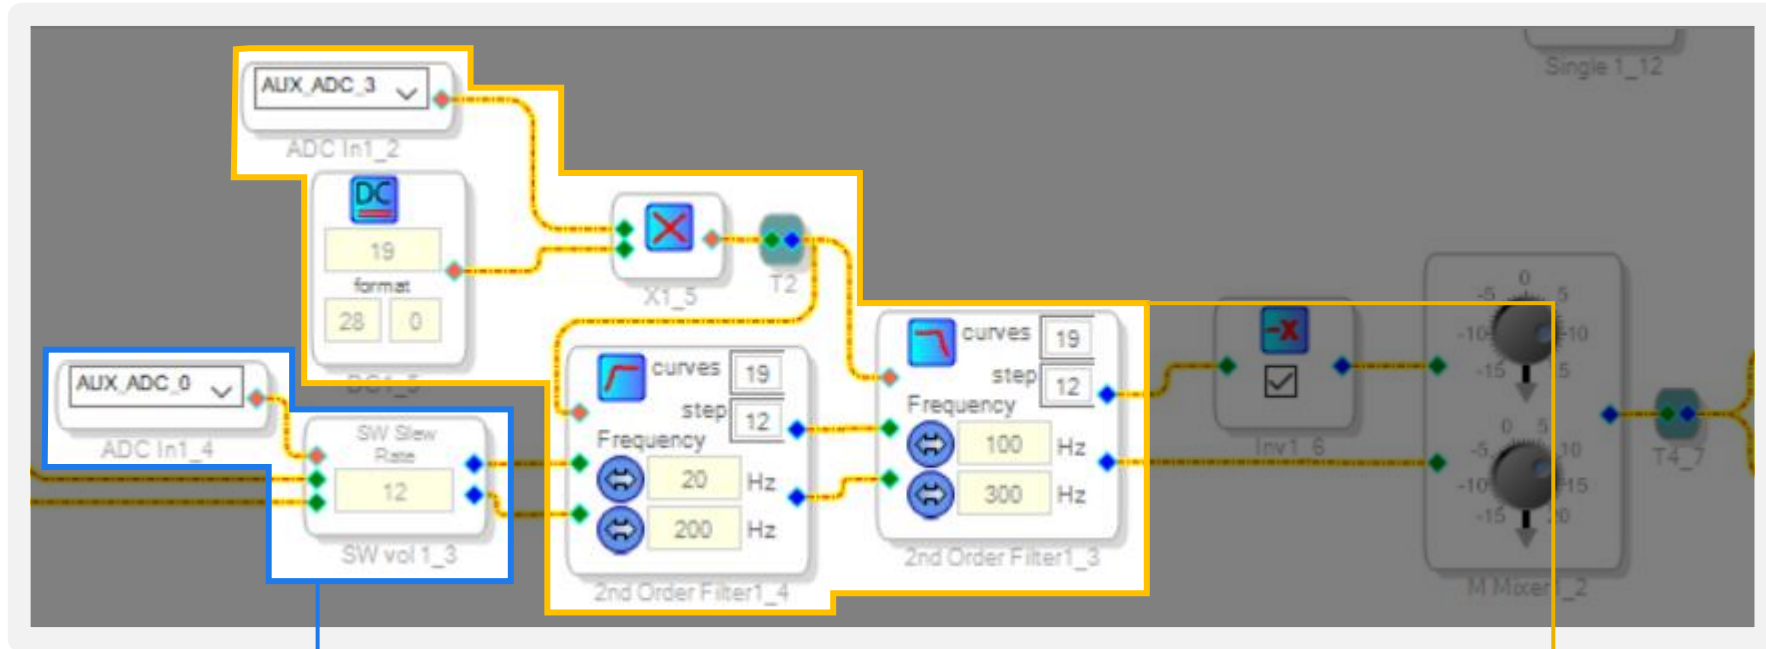 Single 1_12
AUX_ADC_3
ADC In1_2
DC
19
format
28 0
DC1_5
X
X1_5
T2
AUX_ADC_0
ADC In1_4
SW Slew
Rate
12
SW vol 1_3
curves 19
step 12
Frequency
20 Hz
200 Hz
2nd Order Filter1_4
curves 19
step 12
Frequency
100 Hz
300 Hz
2nd Order Filter1_3
-X
Inv1_6
0
-5 5
-10 10
-15 15
0 5
-5 10
-10 15
-15 20
M Mixer1_2
T4_7